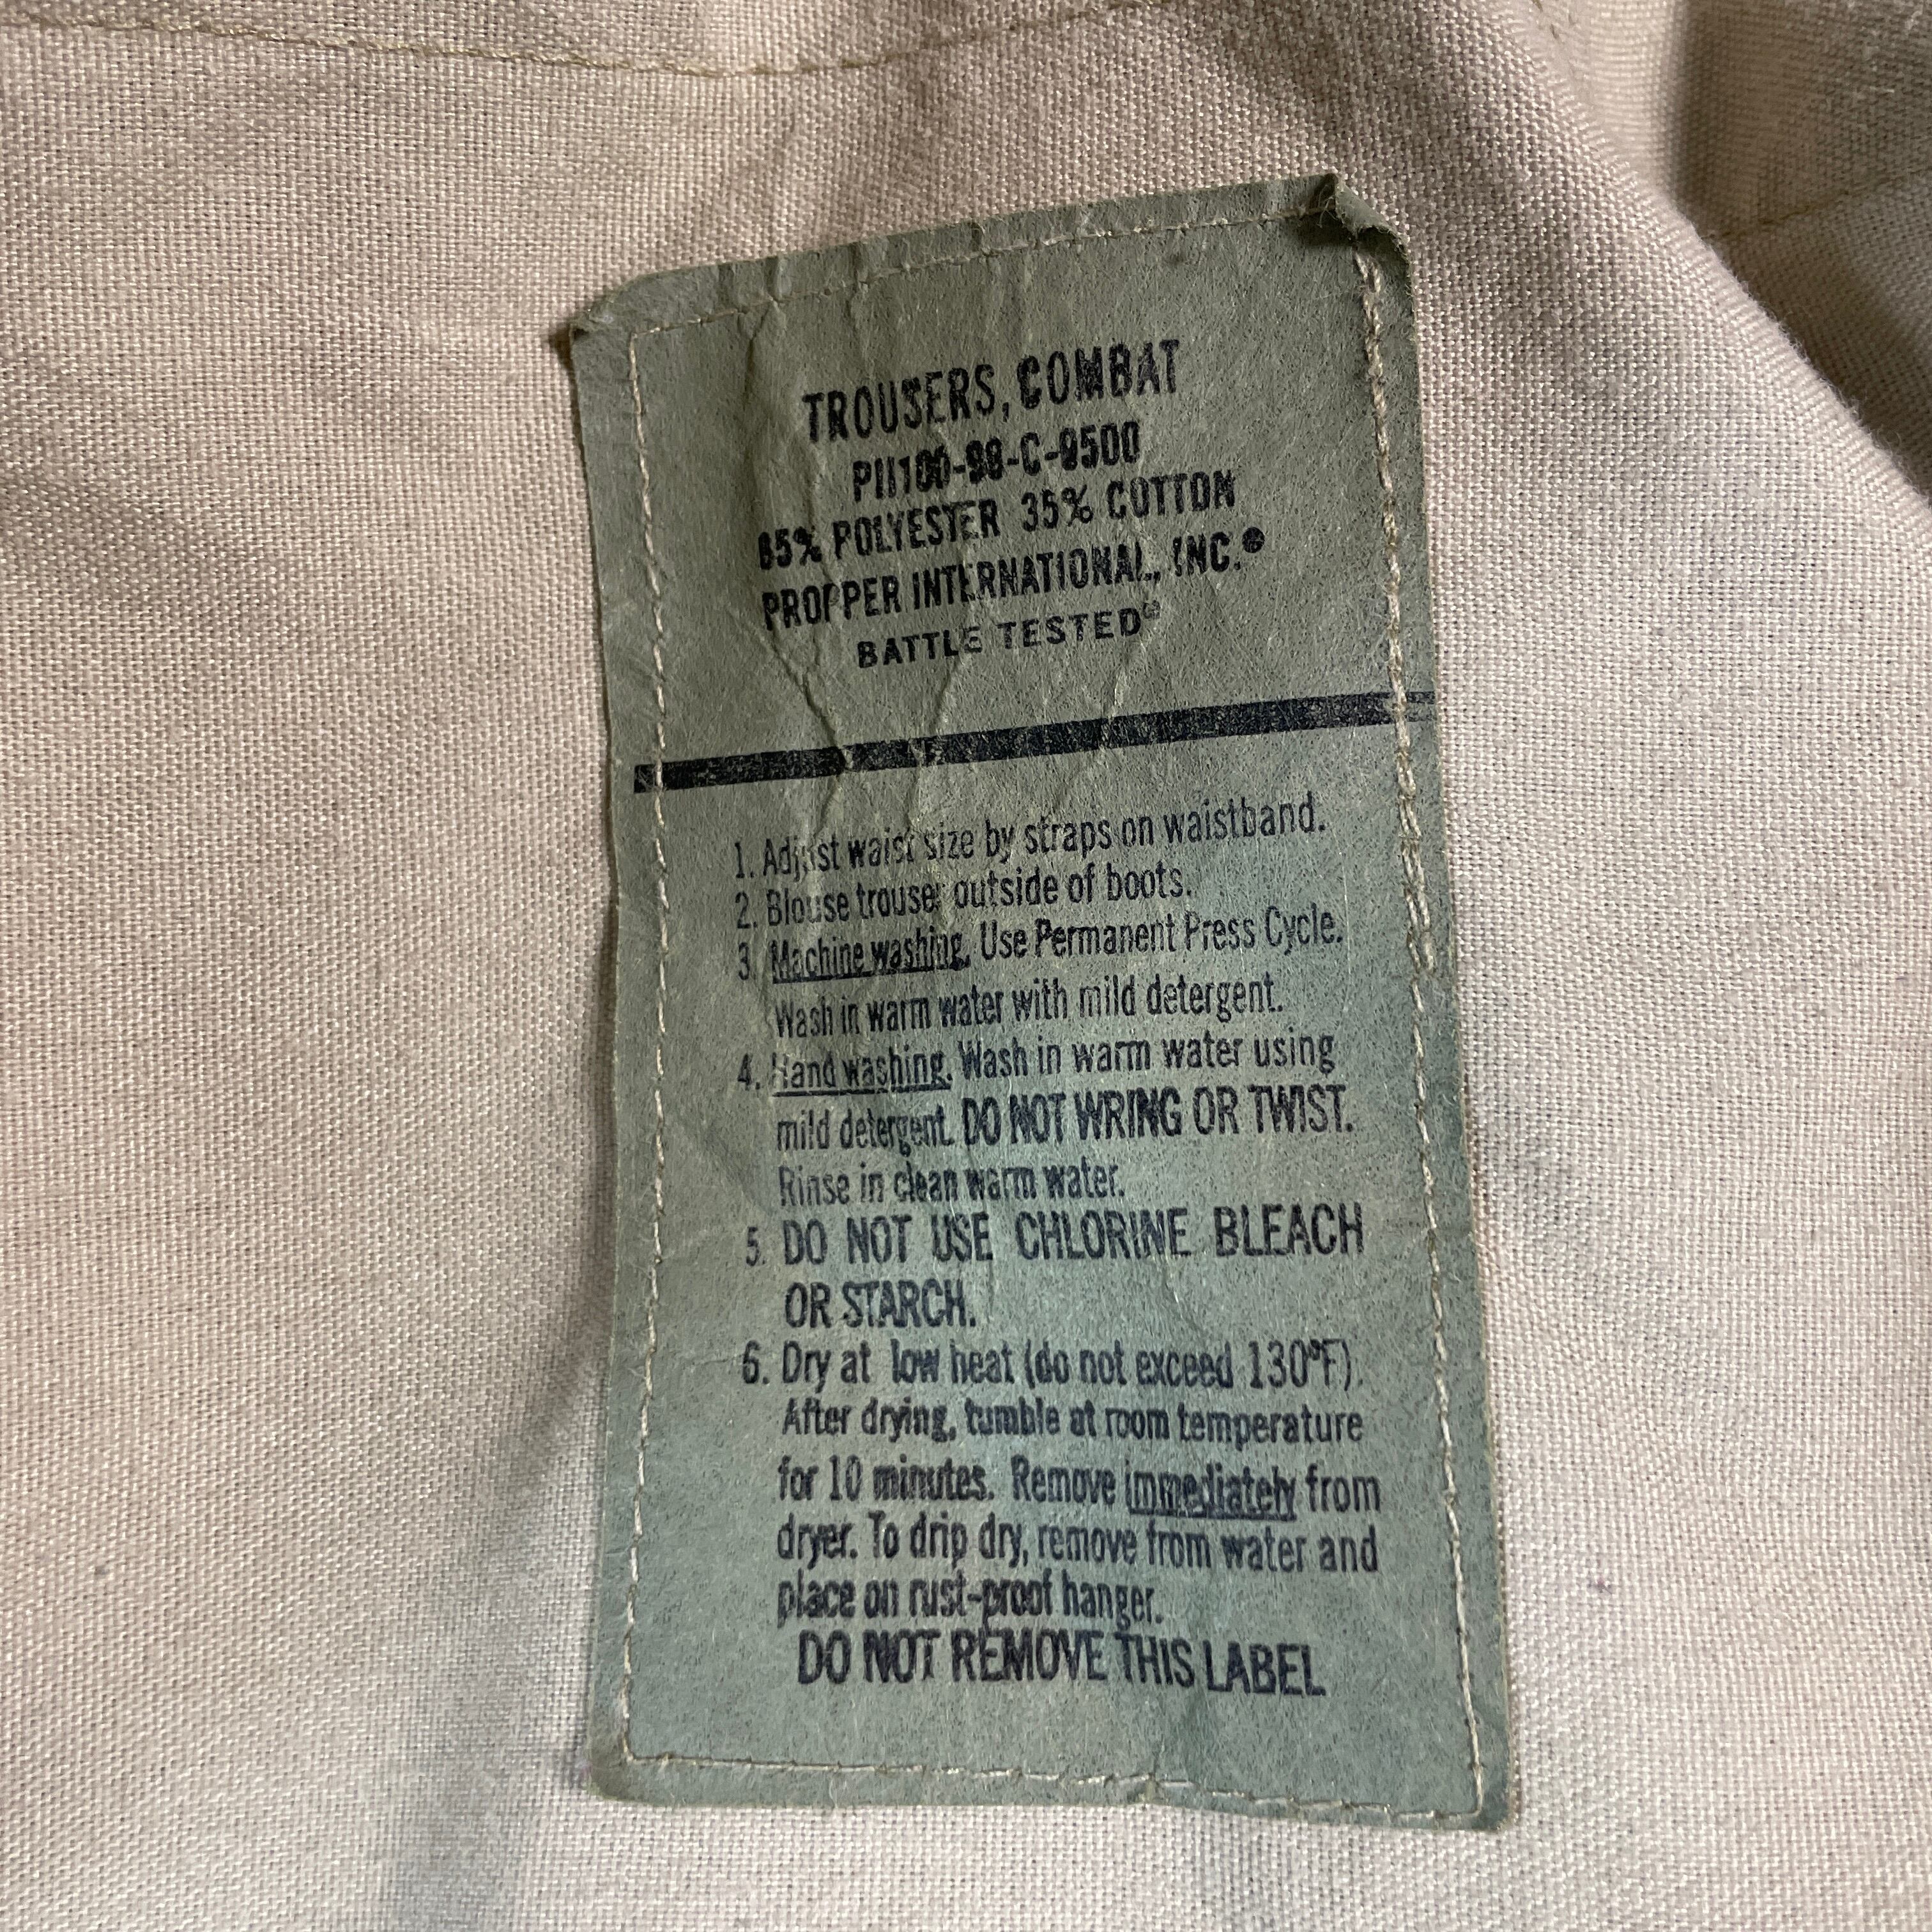 TROUSERS, COMBAT
PII100-98-C-9500
65% POLYESTER 35% COTTON
PROPPER INTERNATIONAL, INC.®
BATTLE TESTED®
1. Adjust waist size by straps on waistband.
2. Blouse trouser outside of boots.
3. Machine washing. Use Permanent Press Cycle.
Wash in warm water with mild detergent.
4. Hand washing. Wash in warm water using
mild detergent. DO NOT WRING OR TWIST.
Rinse in clean warm water.
5. DO NOT USE CHLORINE BLEACH
OR STARCH.
6. Dry at low heat (do not exceed 130°F).
After drying, tumble at room temperature
for 10 minutes. Remove immediately from
dryer. To drip dry, remove from water and
place on rust-proof hanger.
DO NOT REMOVE THIS LABEL